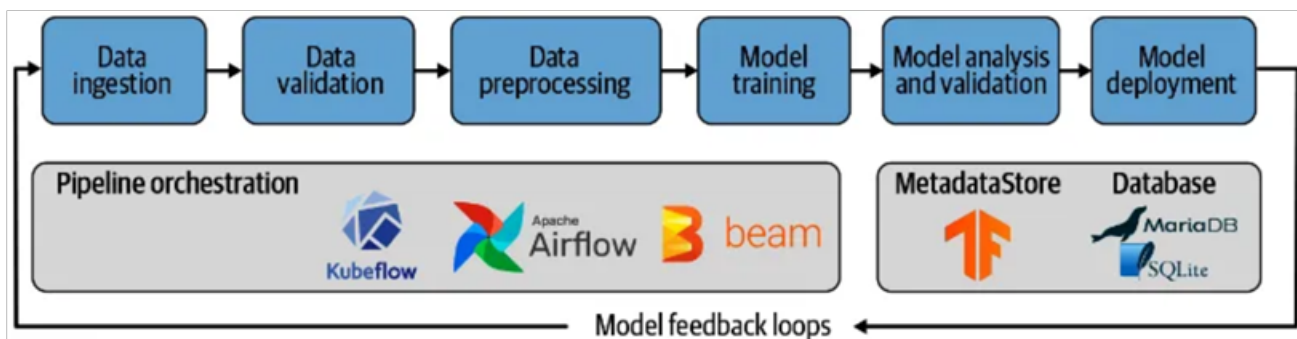 Data
ingestion
Data
validation
Data
preprocessing
Model
training
Model analysis
and validation
Model
deployment
Pipeline orchestration
Kubeflow
Apache
Airflow
beam
MetadataStore
Database
MariaDB
SQLite
Model feedback loops